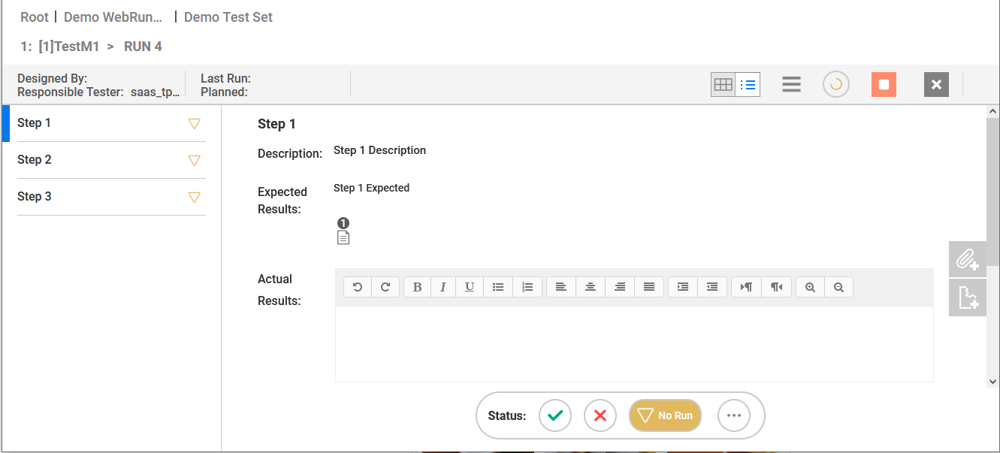 Root | Demo WebRun... | Demo Test Set
1: [1]TestM1 > RUN 4
Designed By:
Responsible Tester: saas_tp...
Last Run:
Planned:
Step 1
Step 2
Step 3
Step 1
Description: Step 1 Description
Expected Results: Step 1 Expected
1
Actual
Results:
B I U
Status: No Run